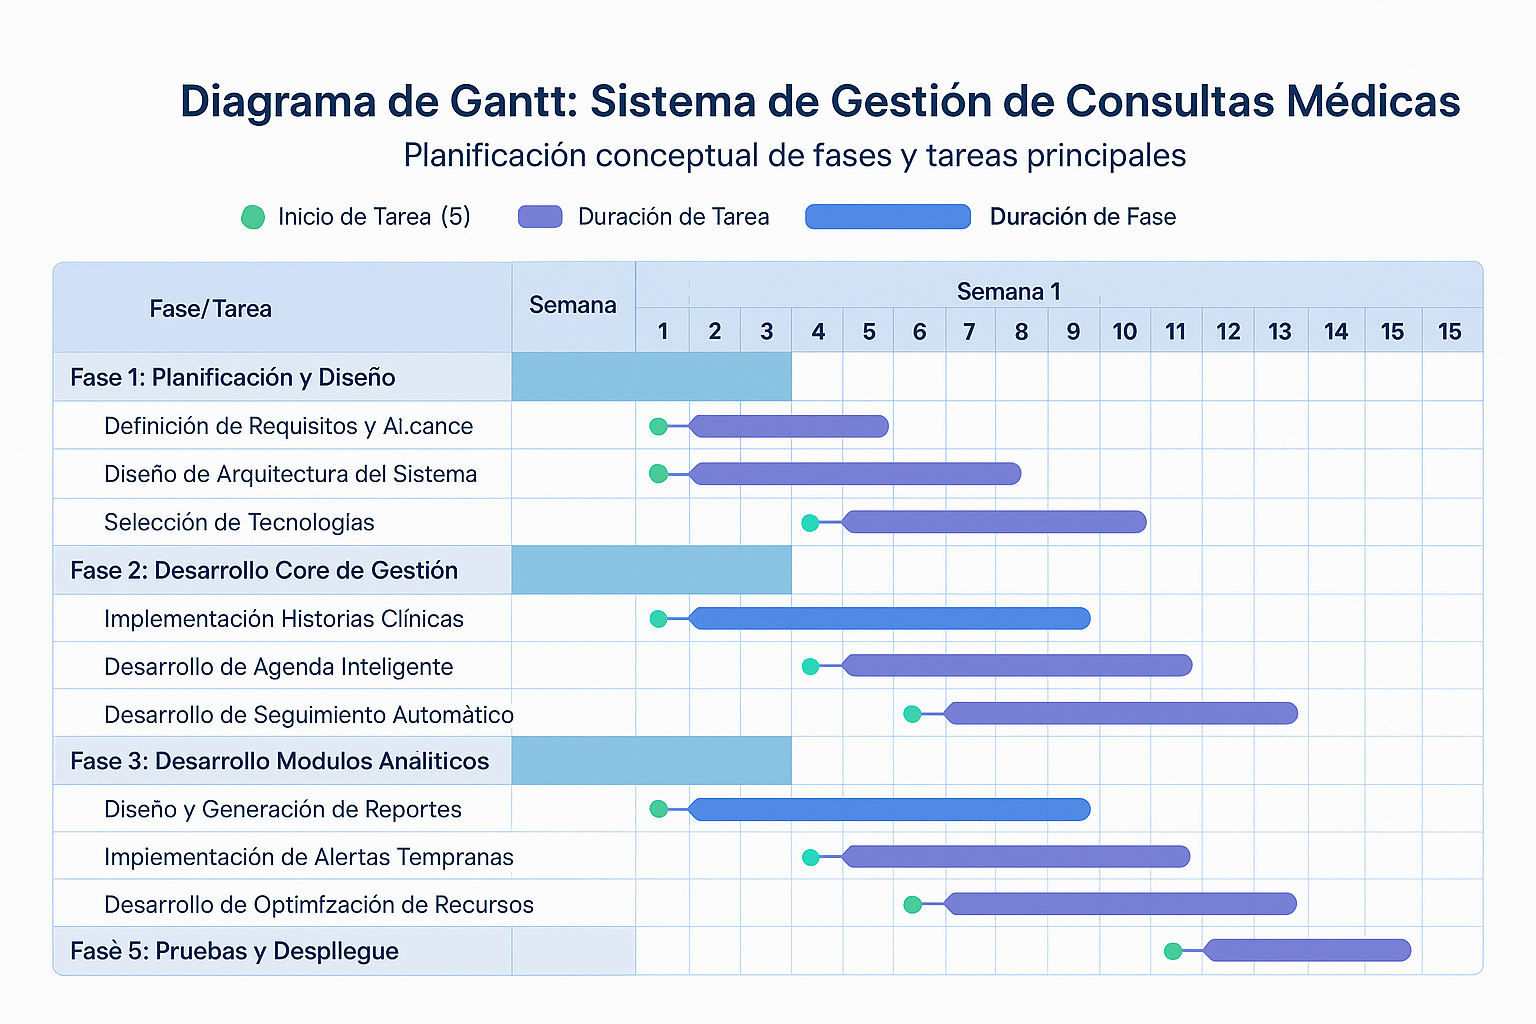 Diagrama de Gantt: Sistema de Gestión de Consultas Médicas
Planificación conceptual de fases y tareas principales
Inicio de Tarea (5) Duración de Tarea Duración de Fase
Fase/Tarea Semana Semana 1
1 2 3 4 5 6 7 8 9 10 11 12 13 14 15 15
Fase 1: Planificación y Diseño
Definición de Requisitos y Al.cance
Diseño de Arquitectura del Sistema
Selección de Tecnologías
Fase 2: Desarrollo Core de Gestión
Implementación Historias Clínicas
Desarrollo de Agenda Inteligente
Desarrollo de Seguimiento Automàtico
Fase 3: Desarrollo Modulos Análiticos
Diseño y Generación de Reportes
Impiementación de Alertas Tempranas
Desarrollo de Optimfzación de Recursos
Fasè 5: Pruebas y Despllegue